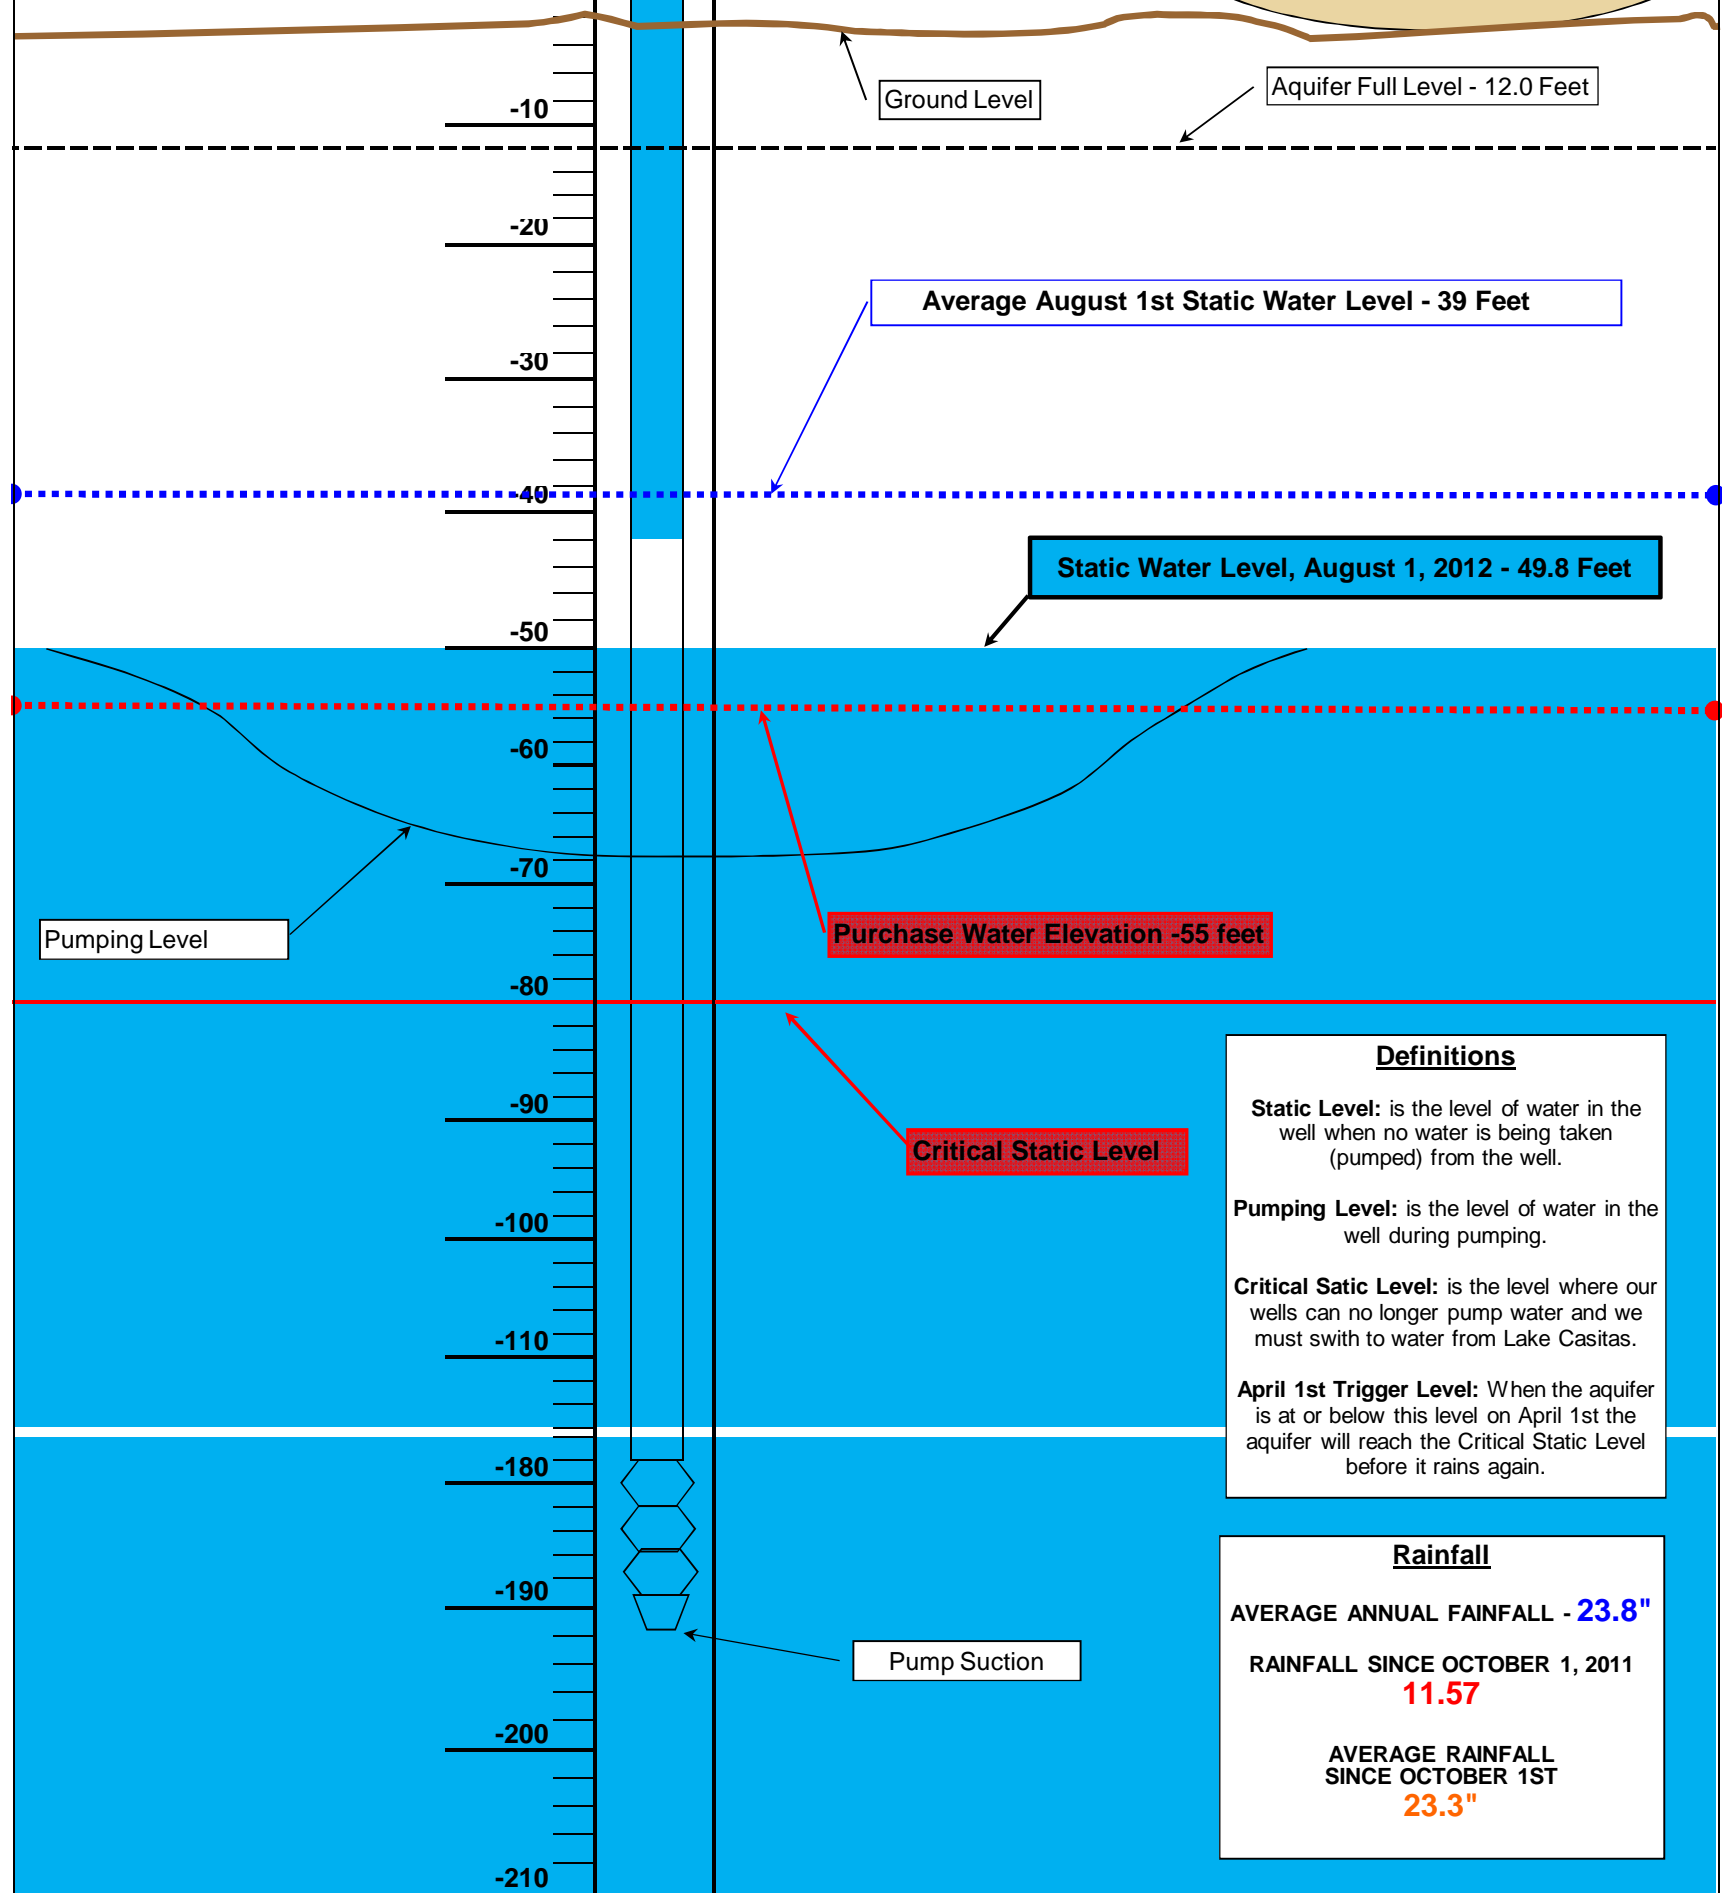 Ground Level
Aquifer Full Level - 12.0 Feet
-10
-20
Average August 1st Static Water Level - 39 Feet
-30
-40
Static Water Level, August 1, 2012 - 49.8 Feet
-50
-60
-70
Pumping Level
Purchase Water Elevation -55 feet
-80
-90
Critical Static Level
-100
-110
-180
-190
Pump Suction
-200
-210
Definitions
Static Level: is the level of water in the
well when no water is being taken
(pumped) from the well.
Pumping Level: is the level of water in the
well during pumping.
Critical Satic Level: is the level where our
wells can no longer pump water and we
must swith to water from Lake Casitas.
April 1st Trigger Level: When the aquifer
is at or below this level on April 1st the
aquifer will reach the Critical Static Level
before it rains again.
Rainfall
AVERAGE ANNUAL FAINFALL - 23.8"
RAINFALL SINCE OCTOBER 1, 2011
11.57
AVERAGE RAINFALL
SINCE OCTOBER 1ST
23.3"